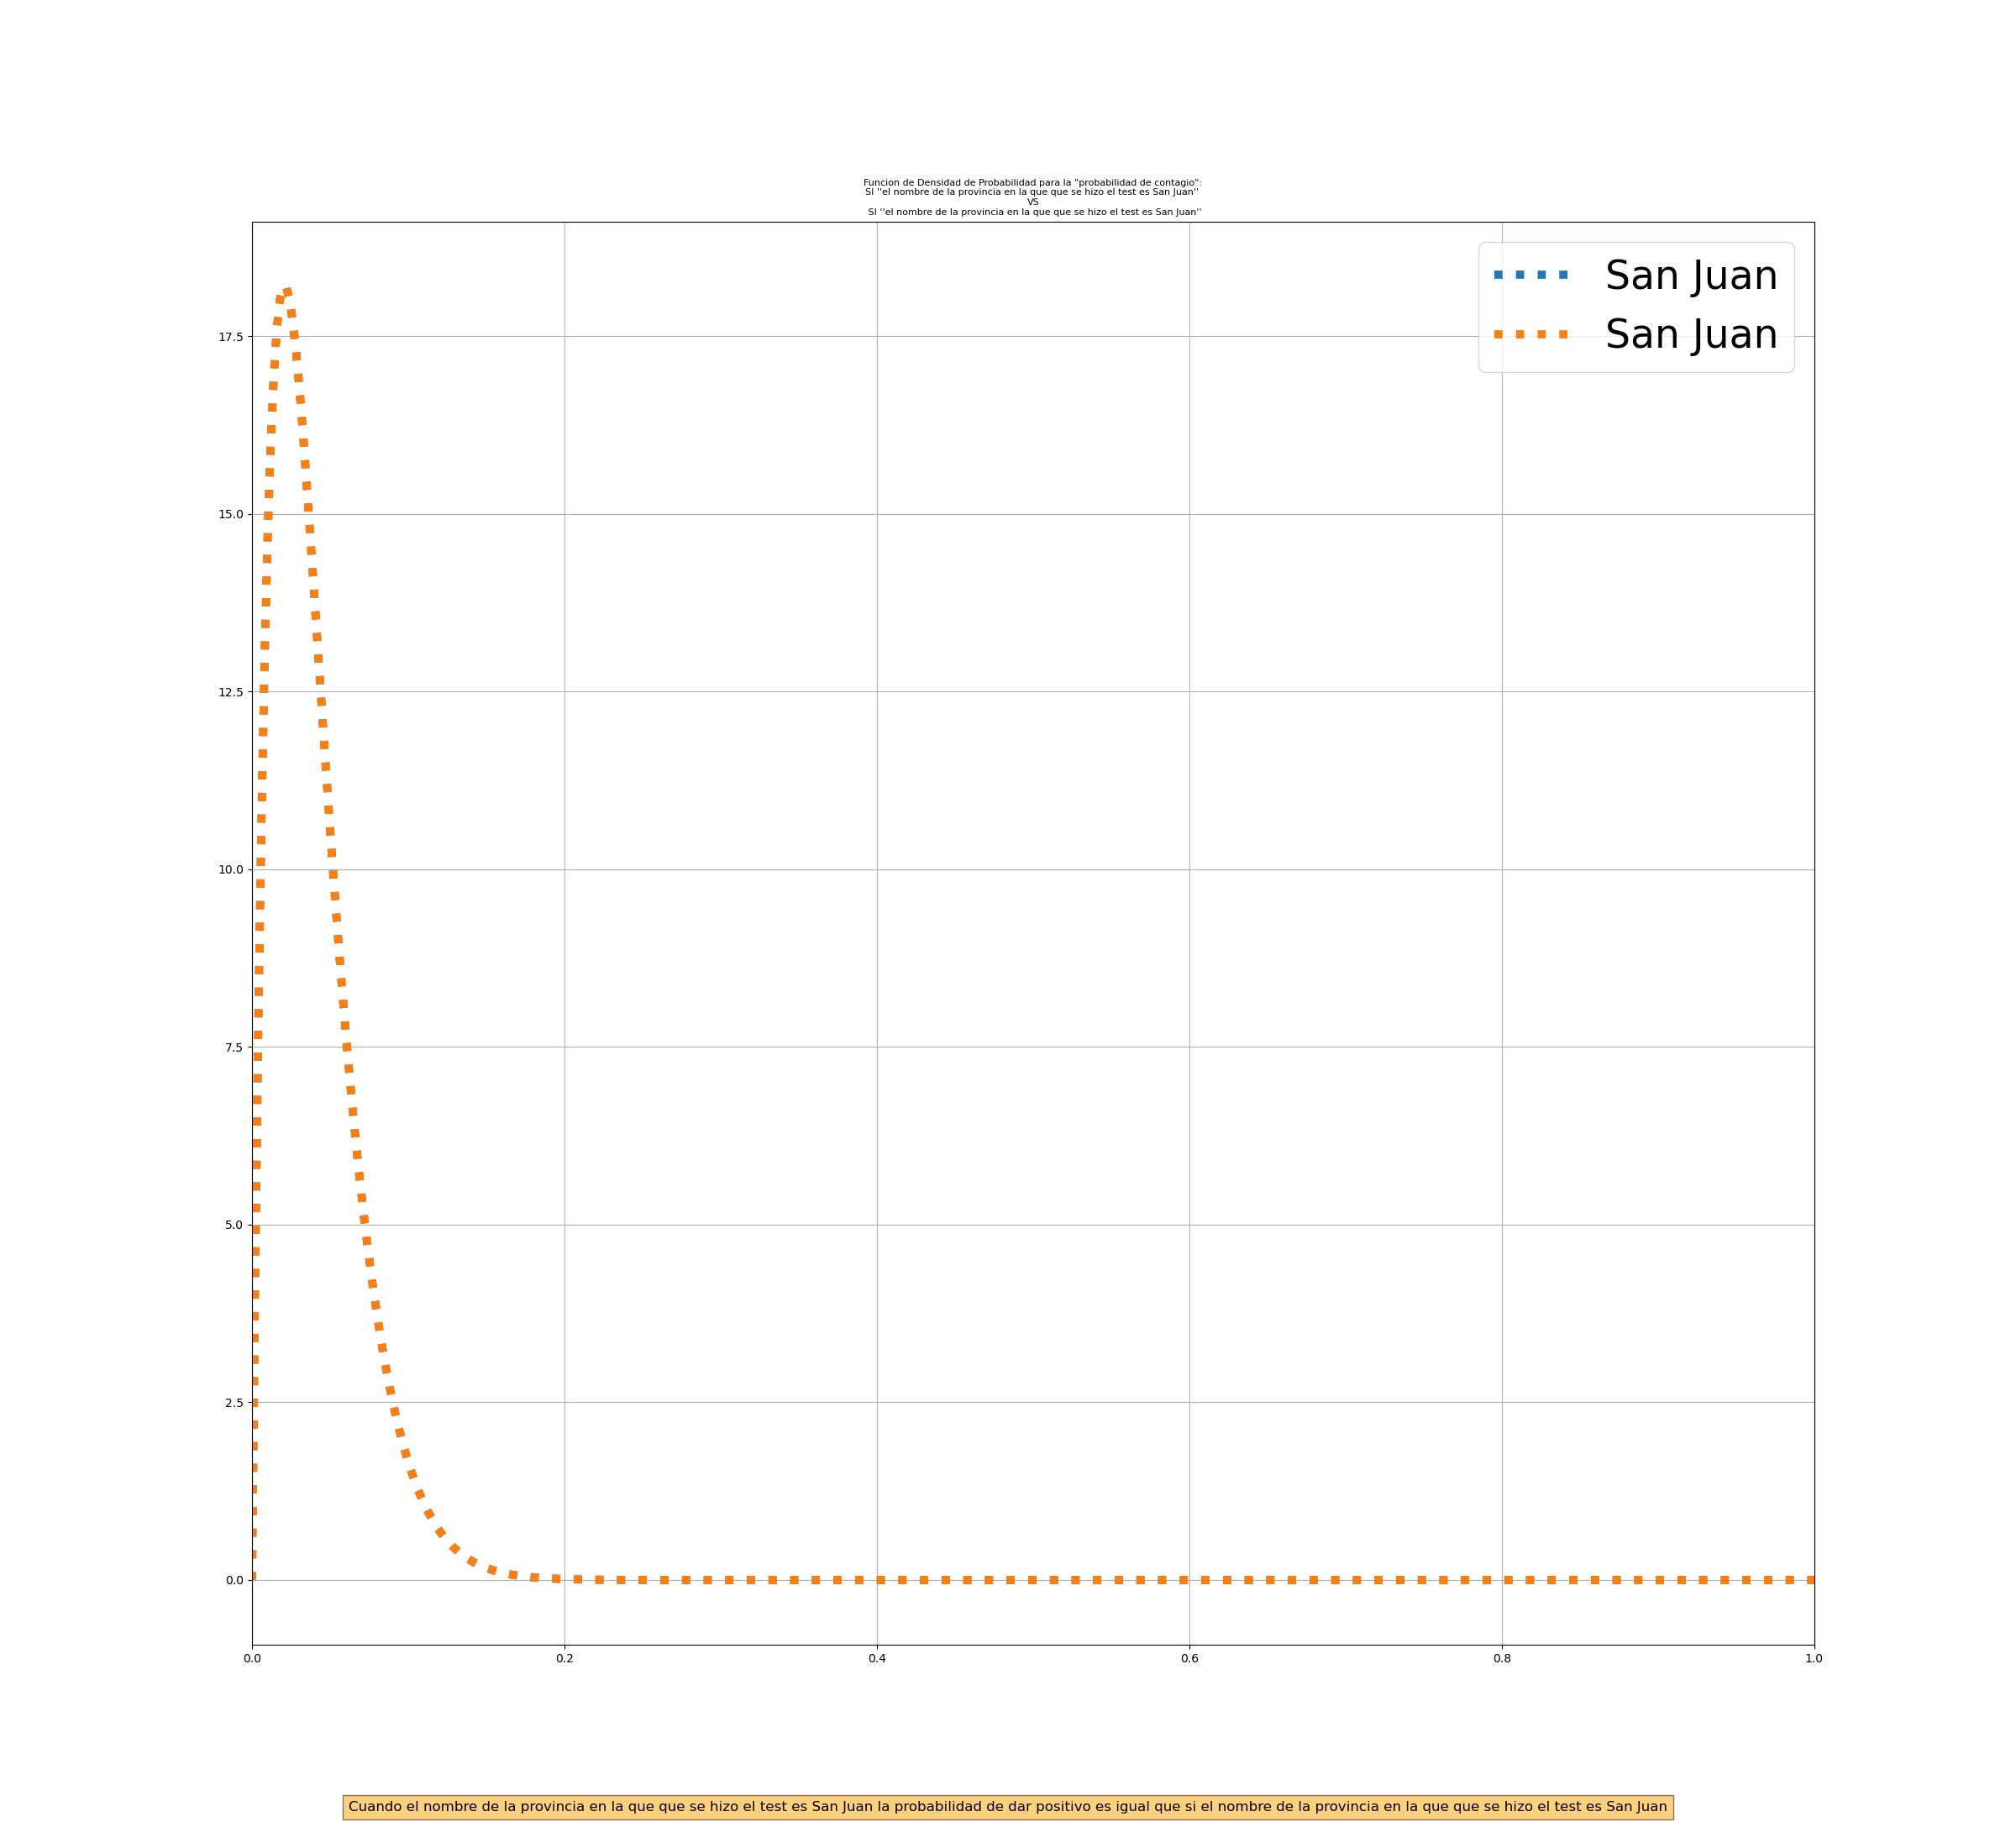 Funcion de Densidad de Probabilidad para la "probabilidad de contagio":
SI ''el nombre de la provincia en la que que se hizo el test es San Juan''
VS
SI ''el nombre de la provincia en la que que se hizo el test es San Juan''
San Juan
San Juan
17.5
15.0
12.5
10.0
7.5
5.0
2.5
0.0
0.0 0.2 0.4 0.6 0.8 1.0
Cuando el nombre de la provincia en la que que se hizo el test es San Juan la probabilidad de dar positivo es igual que si el nombre de la provincia en la que que se hizo el test es San Juan